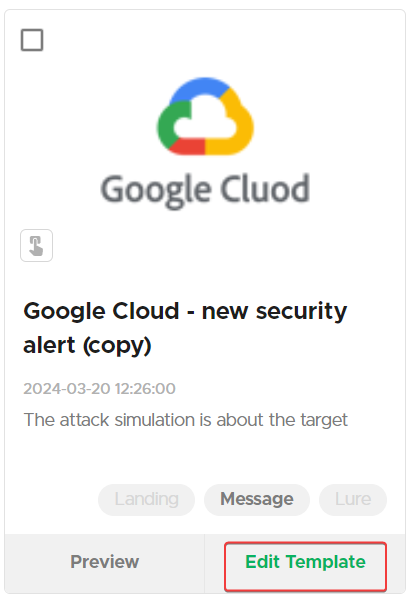 Google Cluod
Google Cloud - new security
alert (copy)
2024-03-20 12:26:00
The attack simulation is about the target
Landing
Message
Lure
Preview
Edit Template